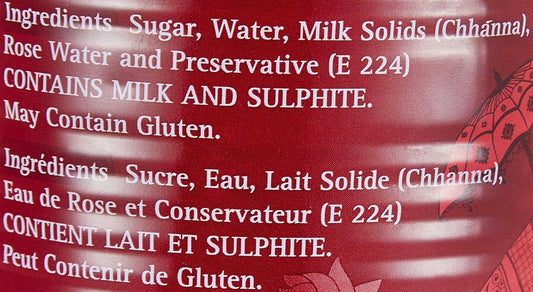 Ingredients Sugar, Water, Milk Solids (Chhánna),
Rose Water and Preservative (E 224)
CONTAINS MILK AND SULPHITE.
May Contain Gluten.
Ingrédients Sucre, Eau, Lait Solide (Chhanna),
Eau de Rose et Conservateur (E 224)
CONTIENT LAIT ET SULPHITE.
Peut Contenir de Gluten.